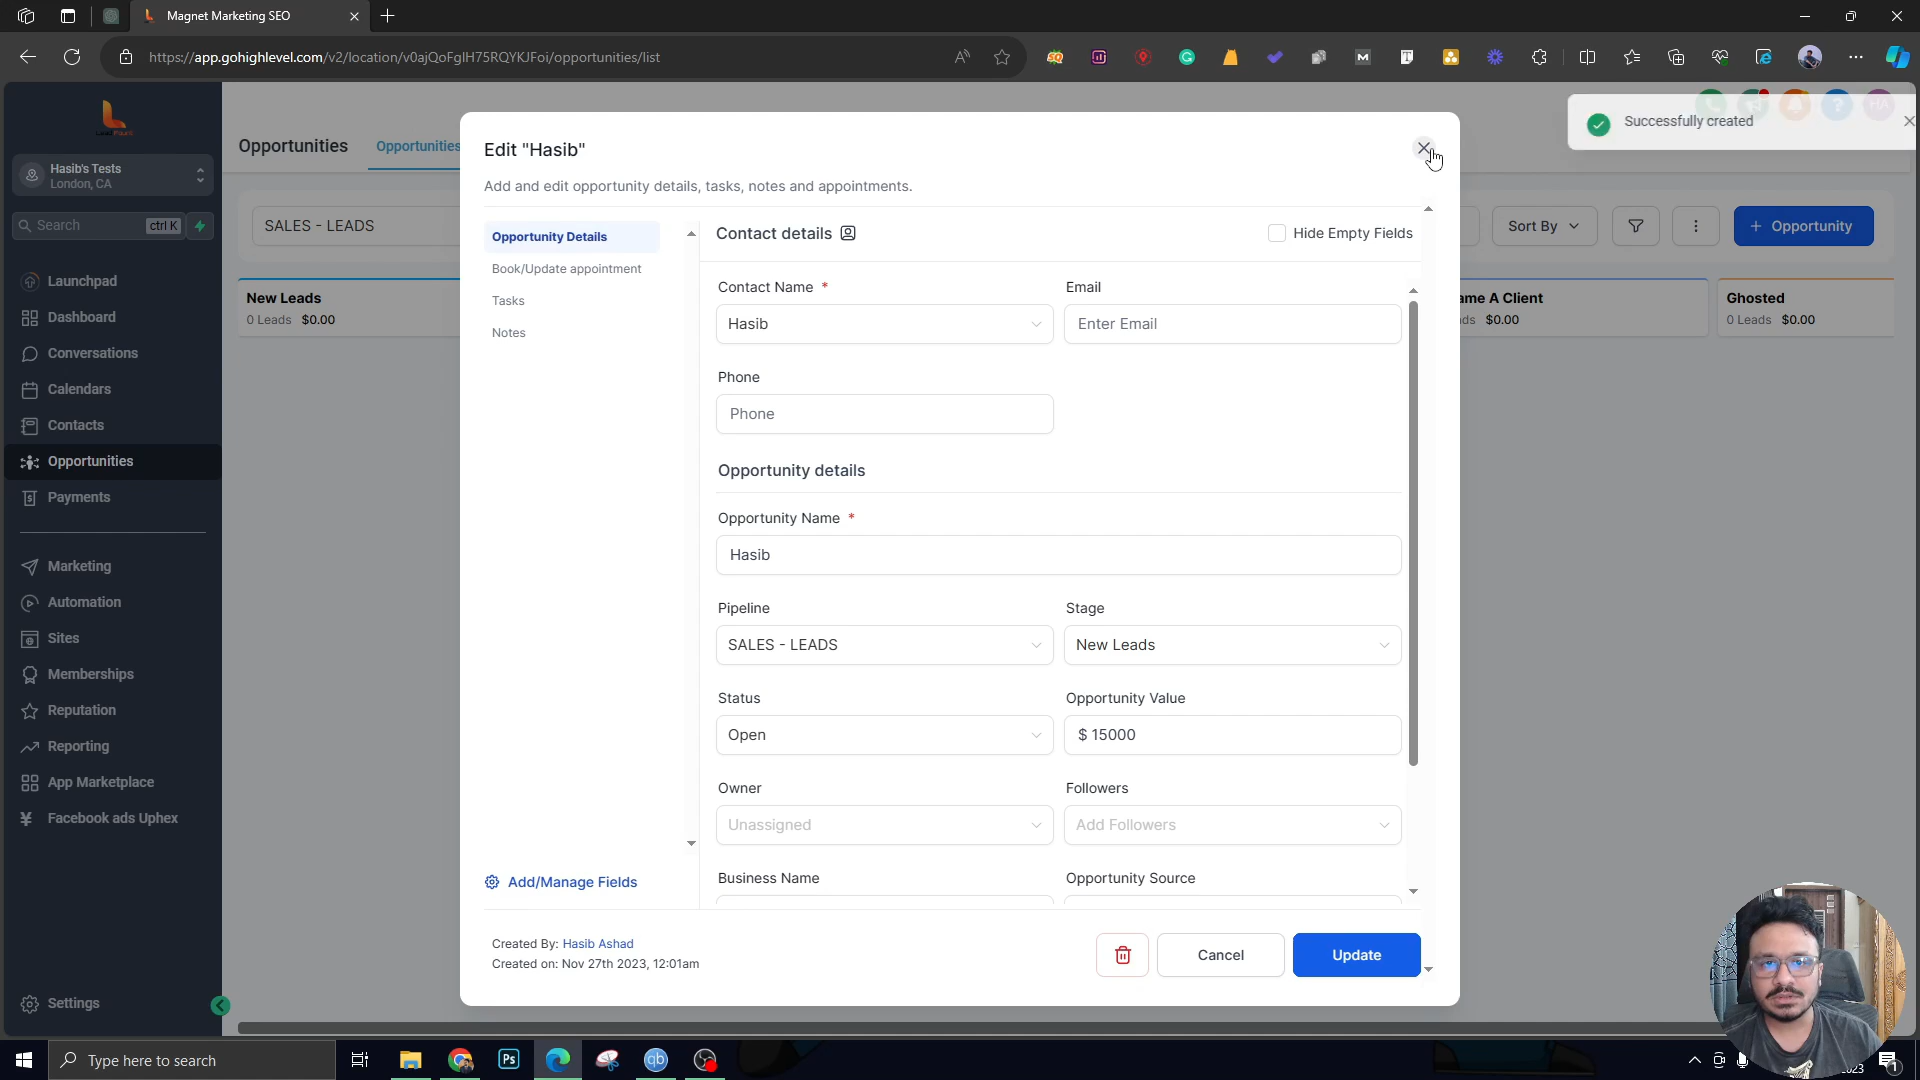 Magnet Marketing SEO
https://app.gohighlevel.com/v2/location/v0ajQoFglH75RQYKJFoi/opportunities/list
Hasib's Tests
London, CA
Search
ctrl K
Launchpad
Dashboard
Conversations
Calendars
Contacts
Opportunities
Payments
Marketing
Automation
Sites
Memberships
Reputation
Reporting
App Marketplace
Facebook ads Uphex
Settings
Opportunities
Opportunities
SALES - LEADS
New Leads
0 Leads $0.00
Edit "Hasib"
Add and edit opportunity details, tasks, notes and appointments.
Opportunity Details
Book/Update appointment
Tasks
Notes
Add/Manage Fields
Contact details
Hide Empty Fields
Contact Name *
Hasib
Email
Enter Email
Phone
Phone
Opportunity details
Opportunity Name *
Hasib
Pipeline
SALES - LEADS
Stage
New Leads
Status
Open
Opportunity Value
$ 15000
Owner
Unassigned
Followers
Add Followers
Business Name
Opportunity Source
Created By: Hasib Ashad
Created on: Nov 27th 2023, 12:01am
Cancel
Update
Successfully created
Sort By
+ Opportunity
ame A Client
ds $0.00
Ghosted
0 Leads $0.00
Type here to search
Ps
qb